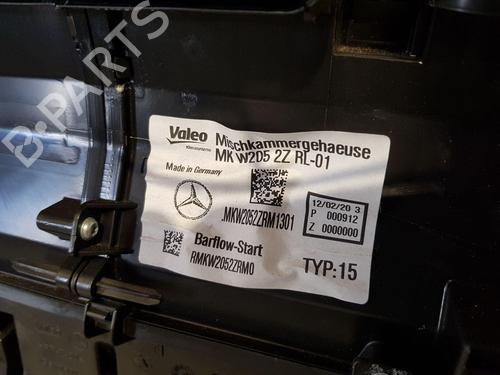 B-PARTS
Valeo
Klimasysteme
Mischkammergehaeuse
MK W205 2Z RL-01
Made in Germany
12/02/20 3
P 000912
Z 0000000
.MKW2052ZRM1301
Barflow-Start
RMKW2052ZRM0
TYP:15